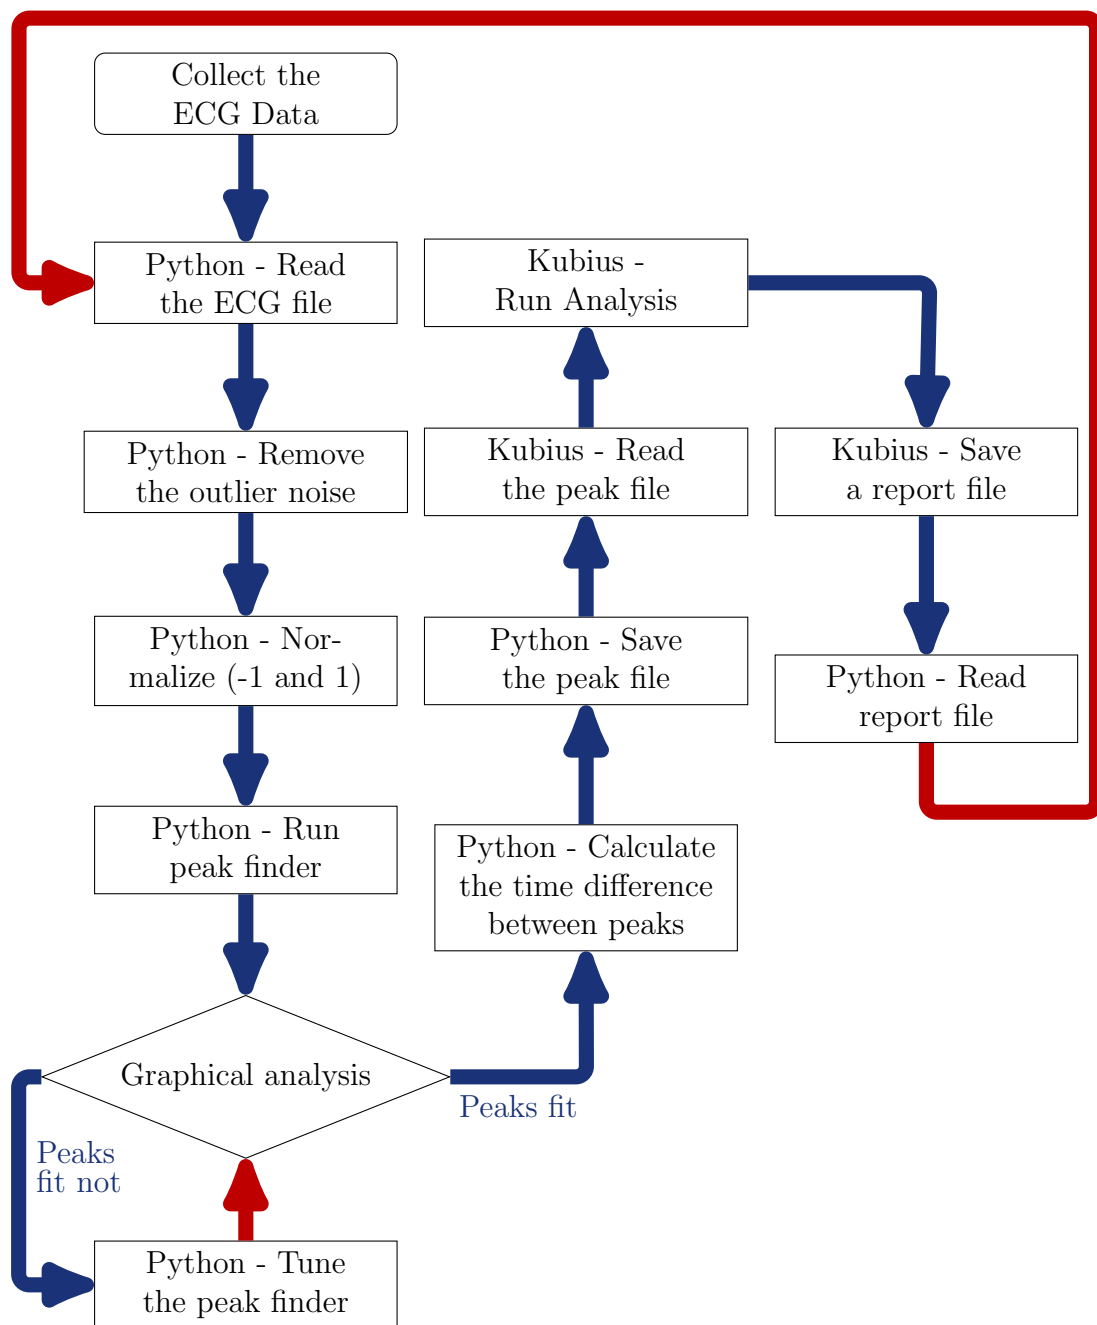 Collect the
ECG Data
Python - Read
the ECG file
Python - Remove
the outlier noise
Python - Nor-
malize (-1 and 1)
Python - Run
peak finder
Graphical analysis
Peaks
fit not
Python - Tune
the peak finder
Peaks fit
Python - Calculate
the time difference
between peaks
Python - Save
the peak file
Kubius - Read
the peak file
Kubius -
Run Analysis
Kubius - Save
a report file
Python - Read
report file